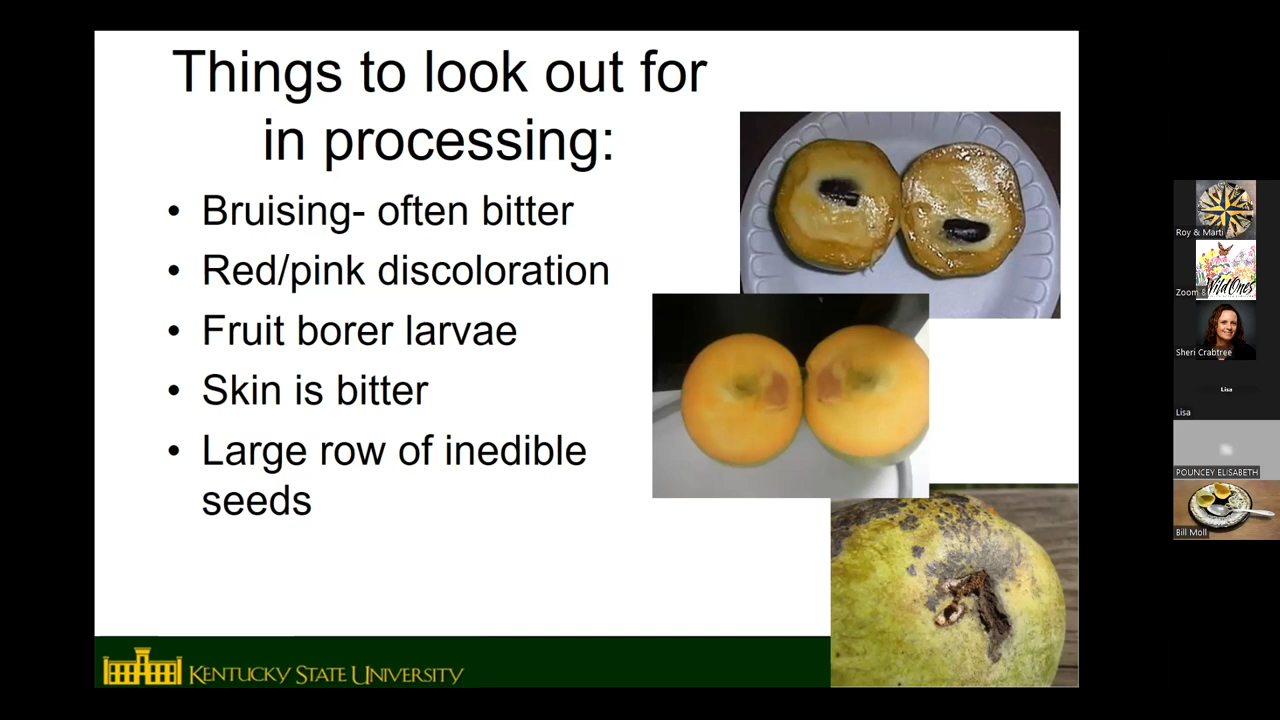 Things to look out for
in processing:
• Bruising- often bitter
• Red/pink discoloration
• Fruit borer larvae
• Skin is bitter
• Large row of inedible
seeds
KENTUCKY STATE UNIVERSITY
Roy & Marti
Zoom &
Wild Ones
Sheri Crabtree
Lisa
Lisa
POUNCEY ELISABETH
Bill Moll